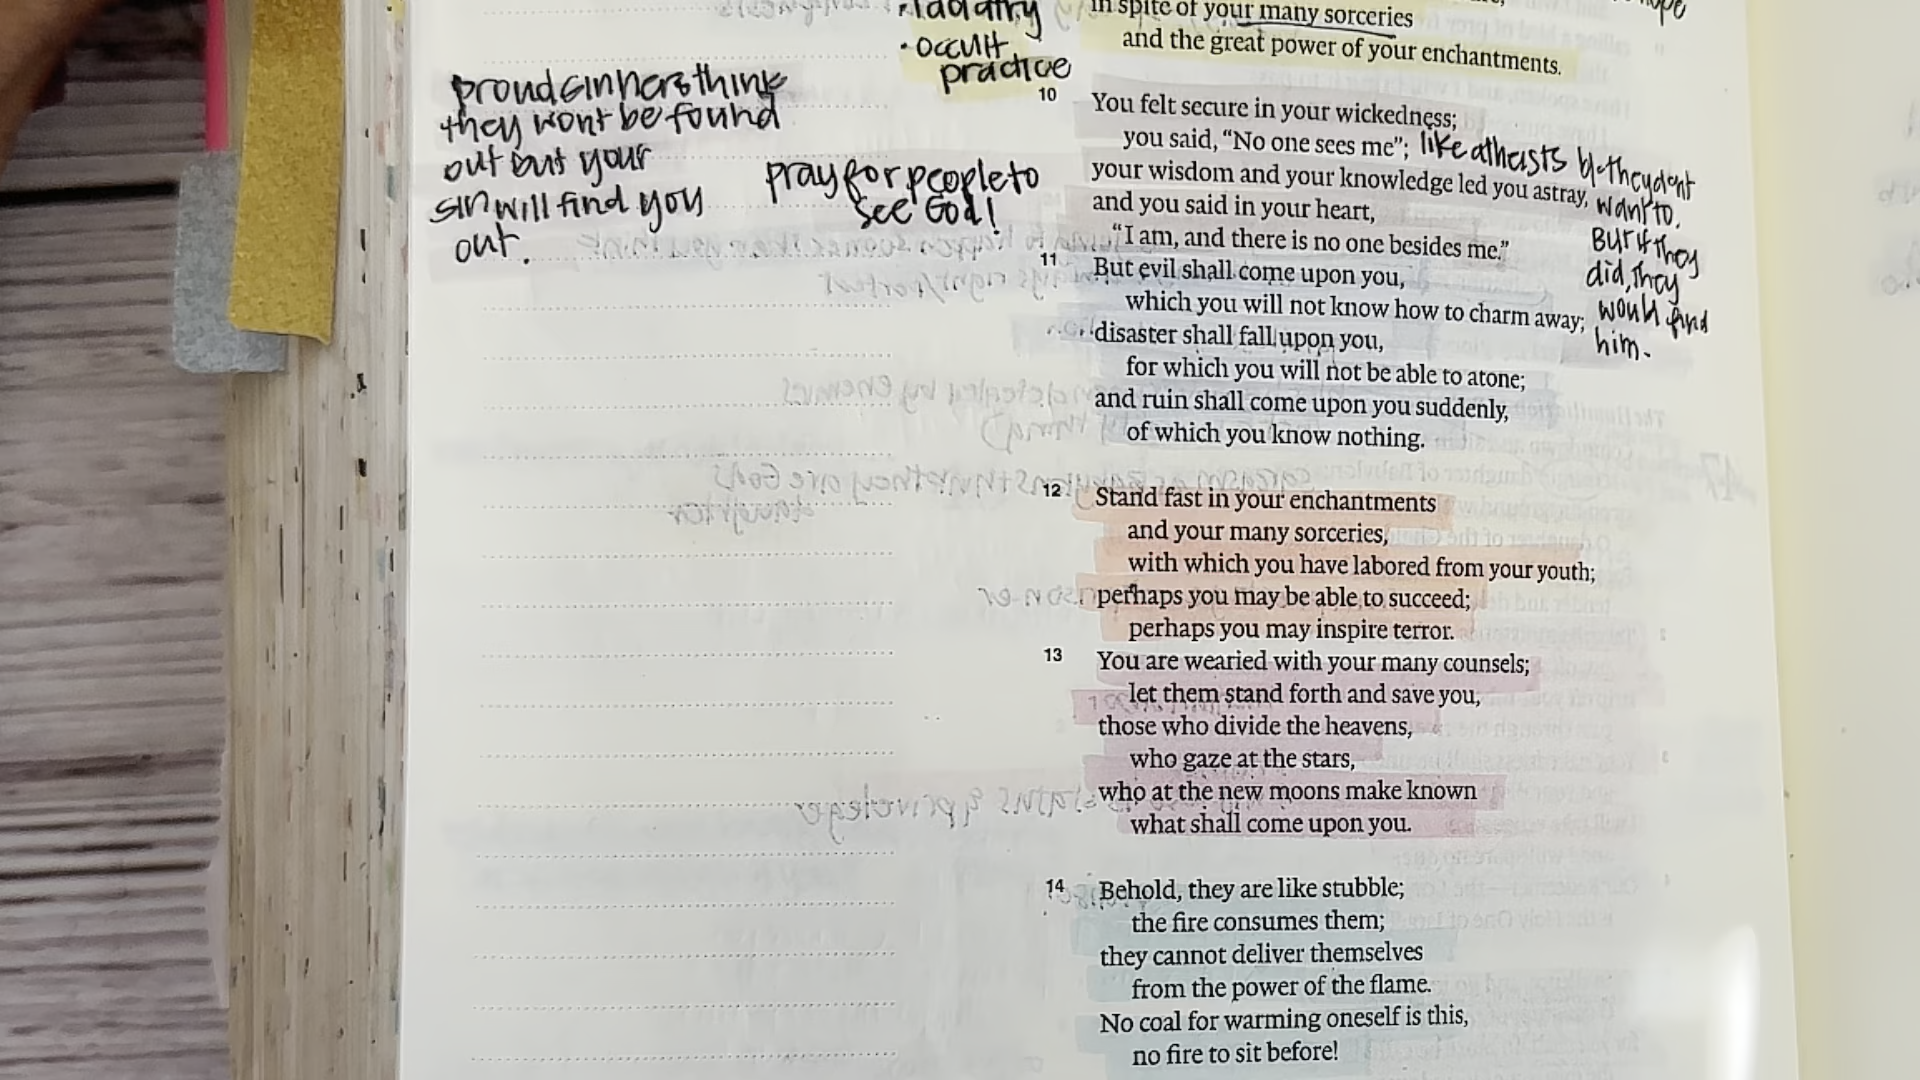 in spite of your many sorceries
and the great power of your enchantments.
• occult
practice
proud sinners think
they wont be found
out but your
sin will find you
out.
pray for people to
see God!
10 You felt secure in your wickedness;
you said, “No one sees me”; like atheists b/c they dont
your wisdom and your knowledge led you astray, want to.
and you said in your heart, But if they
“I am, and there is no one besides me.” did, they
11 But evil shall come upon you, would find
which you will not know how to charm away; him.
disaster shall fall upon you,
for which you will not be able to atone;
and ruin shall come upon you suddenly,
of which you know nothing.
12 Stand fast in your enchantments
and your many sorceries,
with which you have labored from your youth;
perhaps you may be able to succeed;
perhaps you may inspire terror.
13 You are wearied with your many counsels;
let them stand forth and save you,
those who divide the heavens,
who gaze at the stars,
who at the new moons make known
what shall come upon you.
14 Behold, they are like stubble;
the fire consumes them;
they cannot deliver themselves
from the power of the flame.
No coal for warming oneself is this,
no fire to sit before!